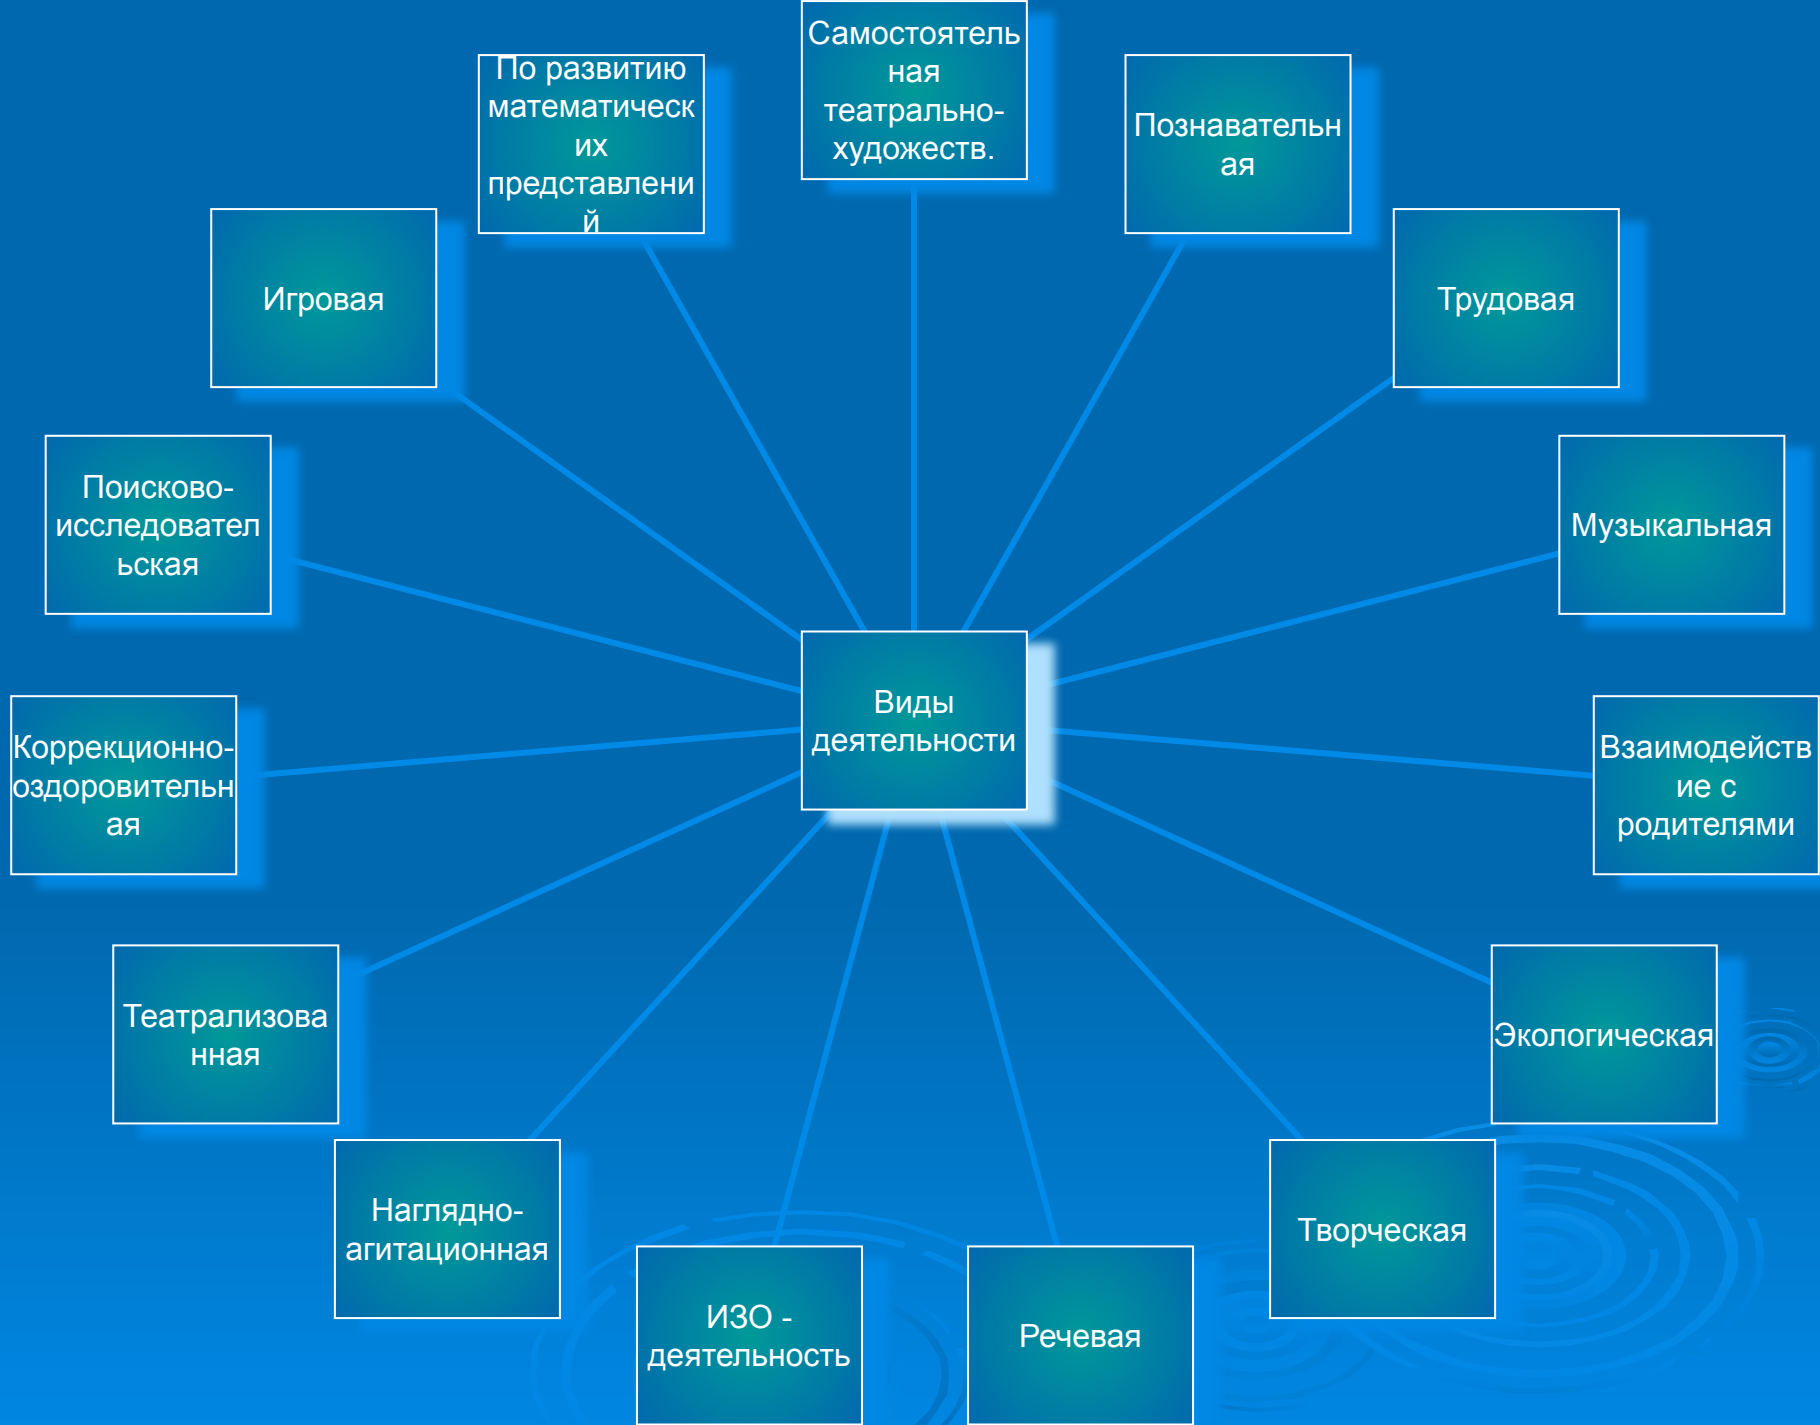 Самостоятель
ная
театрально-
художеств.
По развитию
математическ
их
представлени
й
Познавательн
ая
Игровая
Трудовая
Поисково-
исследовател
ьская
Музыкальная
Виды
деятельности
Коррекционно-
оздоровительн
ая
Взаимодейств
ие с
родителями
Театрализова
нная
Экологическая
Наглядно-
агитационная
Творческая
ИЗО -
деятельность
Речевая